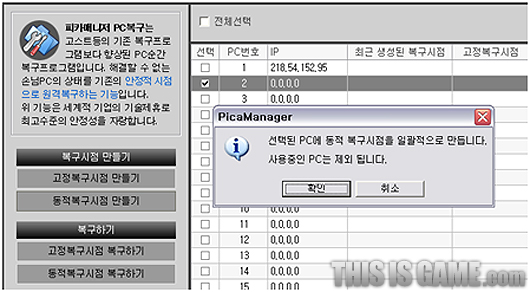 피카매니저 PC복구는
고스트등의 기존 복구프로
그램보다 향상된 PC순간
복구프로그램입니다. 해결할 수 없는
손님PC의 상태를 기존의 안정적 시점
으로 원격복구하는 기능입니다.
위 기능은 세계적 기업의 기술제휴로
최고수준의 안정성을 자랑합니다.
복구시점 만들기
고정복구시점 만들기
동적복구시점 만들기
복구하기
고정복구시점 복구하기
동적복구시점 복구하기
전체선택
선택 PC번호 IP 최근 생성된 복구시점 고정복구시점
1 218,54,152,95
2 0,0,0,0
3 0,0,0,0
PicaManager
선택된 PC에 동적 복구시점을 일괄적으로 만듭니다.
사용중인 PC는 제외 됩니다.
확인 취소
10 0,0,0,0
11 0,0,0,0
12 0,0,0,0
13 0,0,0,0
14 0,0,0,0
15 0,0,0,0
THIS IS GAME.com